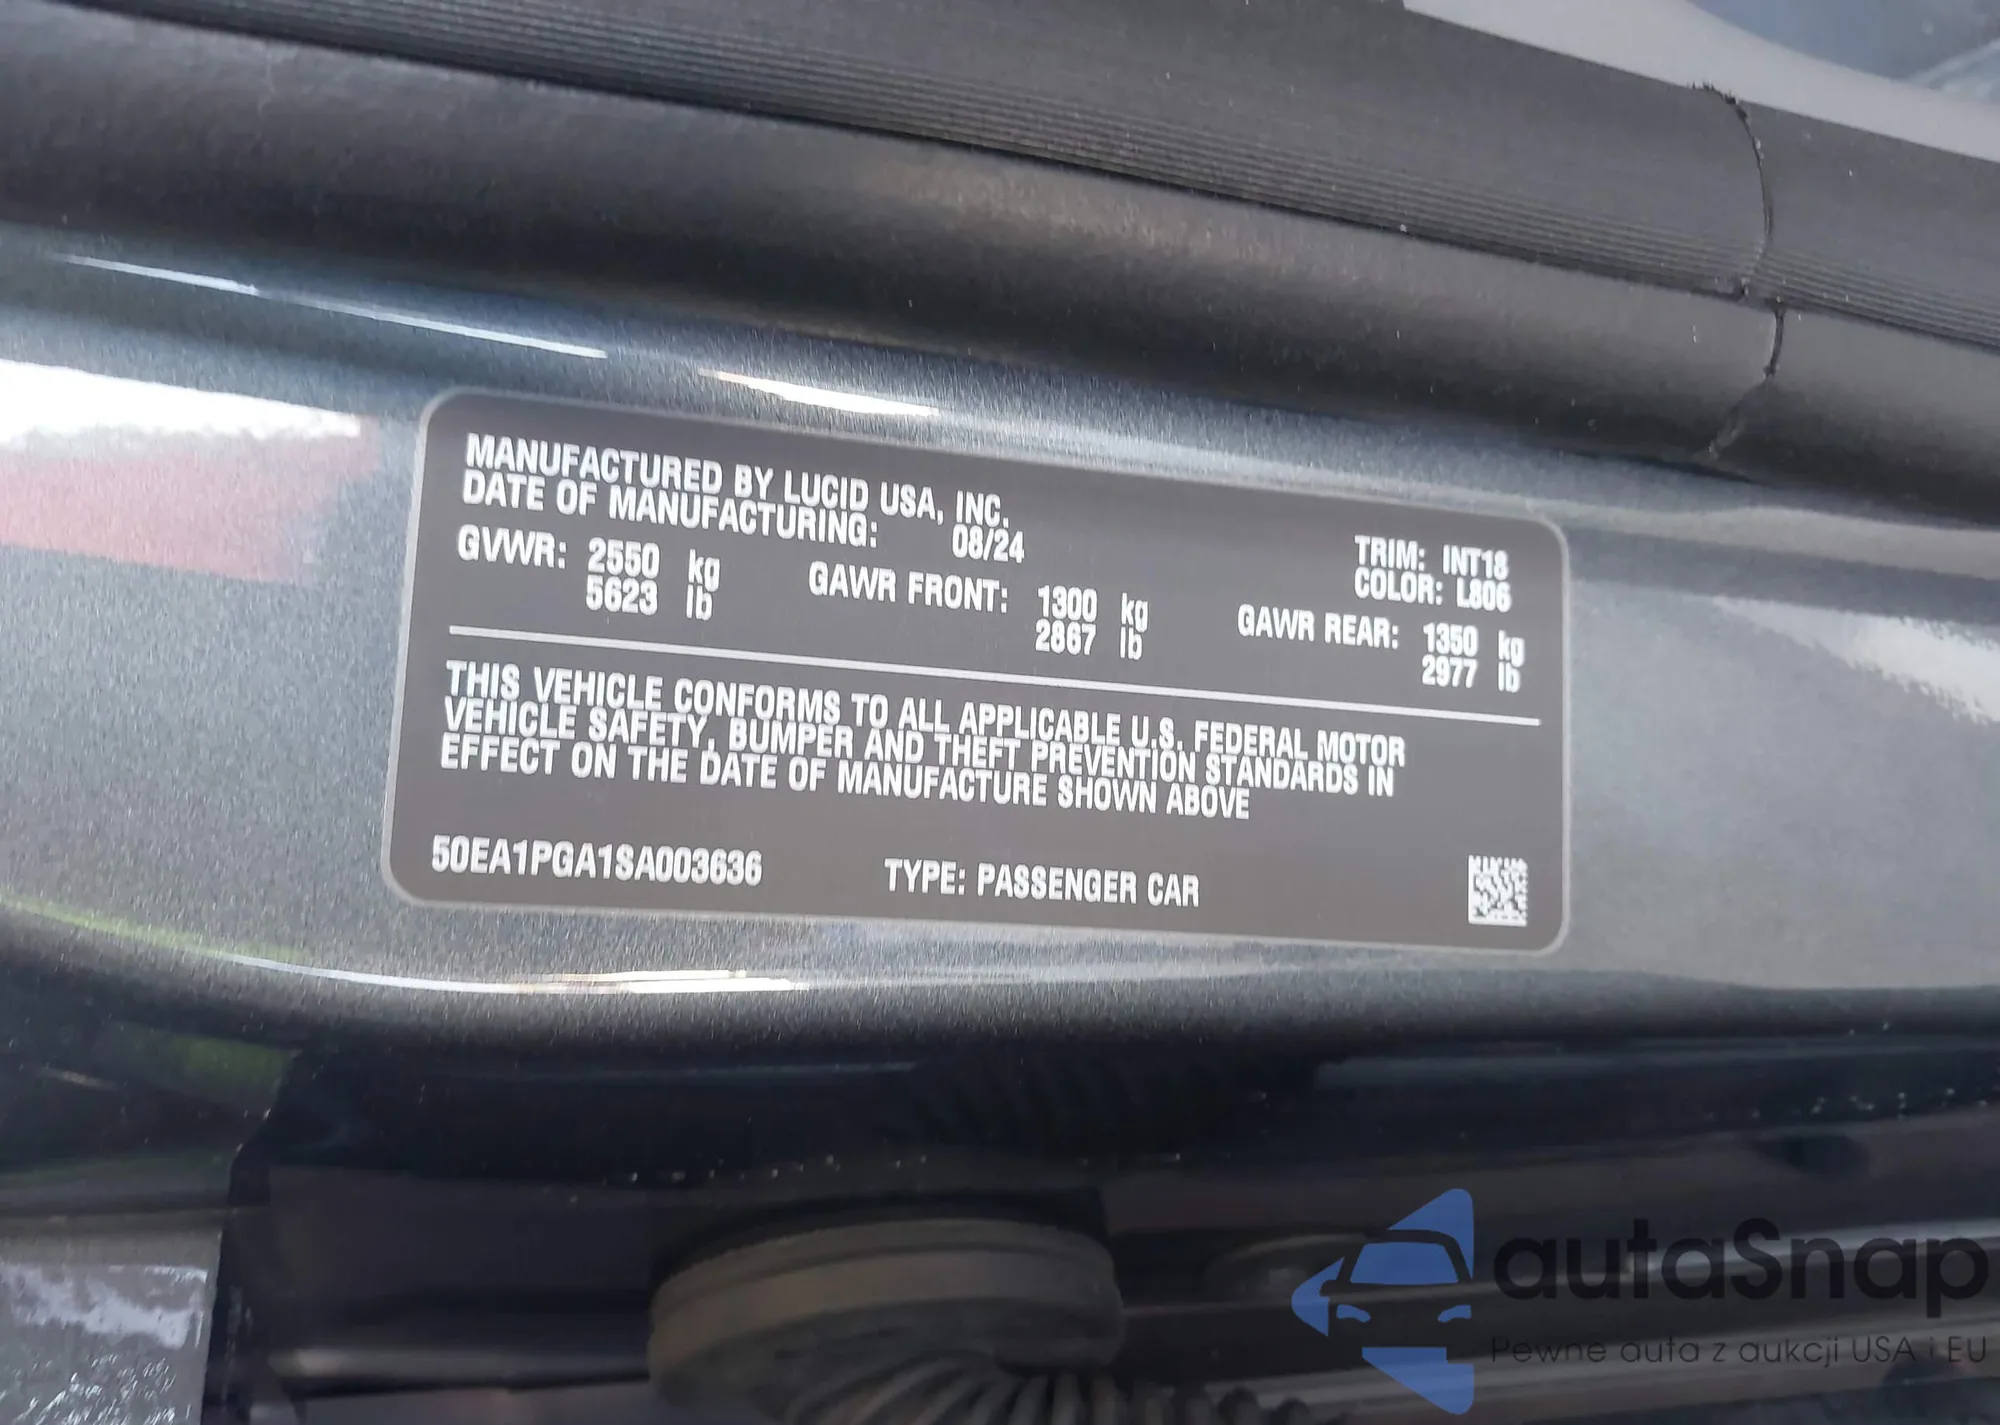 MANUFACTURED BY LUCID USA, INC.
DATE OF MANUFACTURING: 08/24
TRIM: INT18
COLOR: L806
GVWR: 2550 kg
5623 lb
GAWR FRONT: 1300 kg
2867 lb
GAWR REAR: 1350 kg
2977 lb
THIS VEHICLE CONFORMS TO ALL APPLICABLE U.S. FEDERAL MOTOR
VEHICLE SAFETY, BUMPER AND THEFT PREVENTION STANDARDS IN
EFFECT ON THE DATE OF MANUFACTURE SHOWN ABOVE
50EA1PGA1SA003636
TYPE: PASSENGER CAR
autaSnap
Pewne auta z aukcji USA i EU